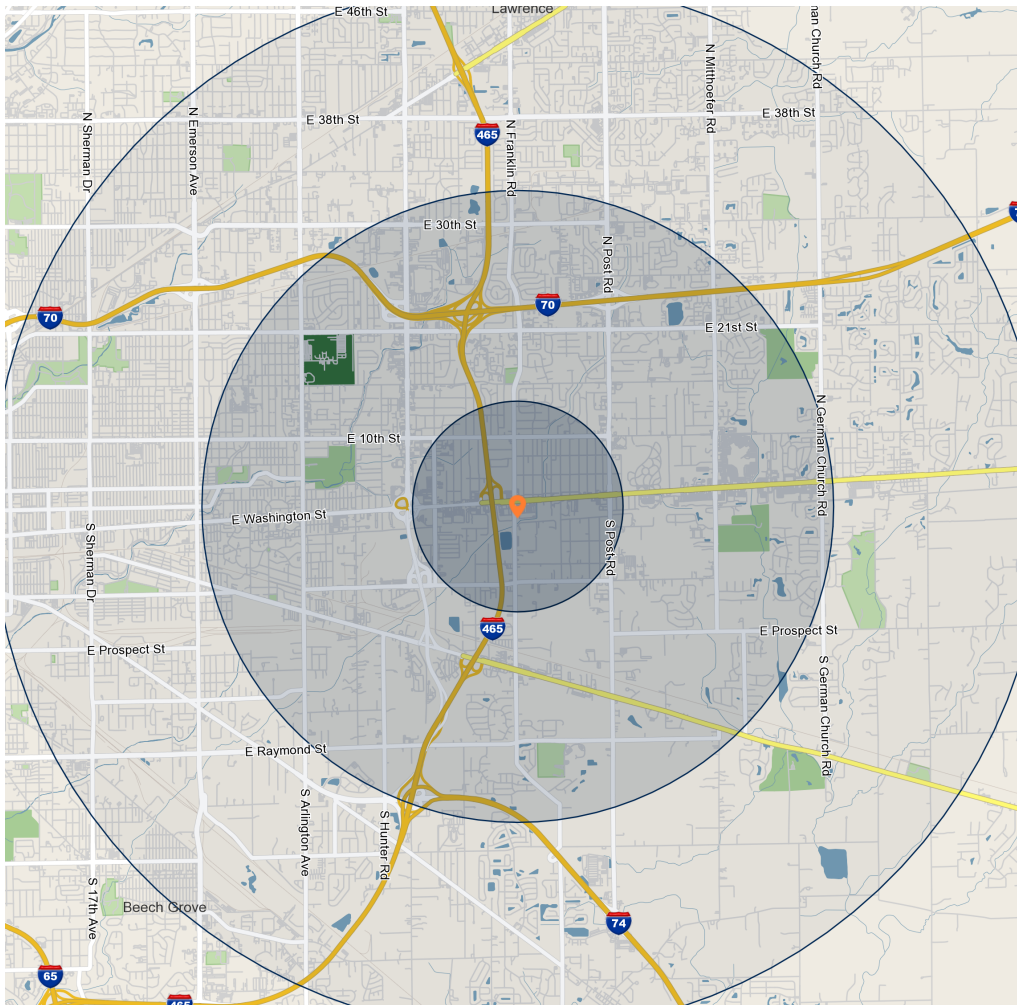 E 46th St
Lawrence
man Church Rd
N Mitthoefer Rd
E 38th St
E 38th St
N Sherman Dr
N Emerson Ave
465
N Franklin Rd
E 30th St
N Post Rd
70
70
E 21st St
E 10th St
N German Church Rd
E Washington St
S Sherman Dr
S Post Rd
465
E Prospect St
E Prospect St
S German Church Rd
E Raymond St
S Arlington Ave
S Hunter Rd
S 17th Ave
Beech Grove
74
65
465